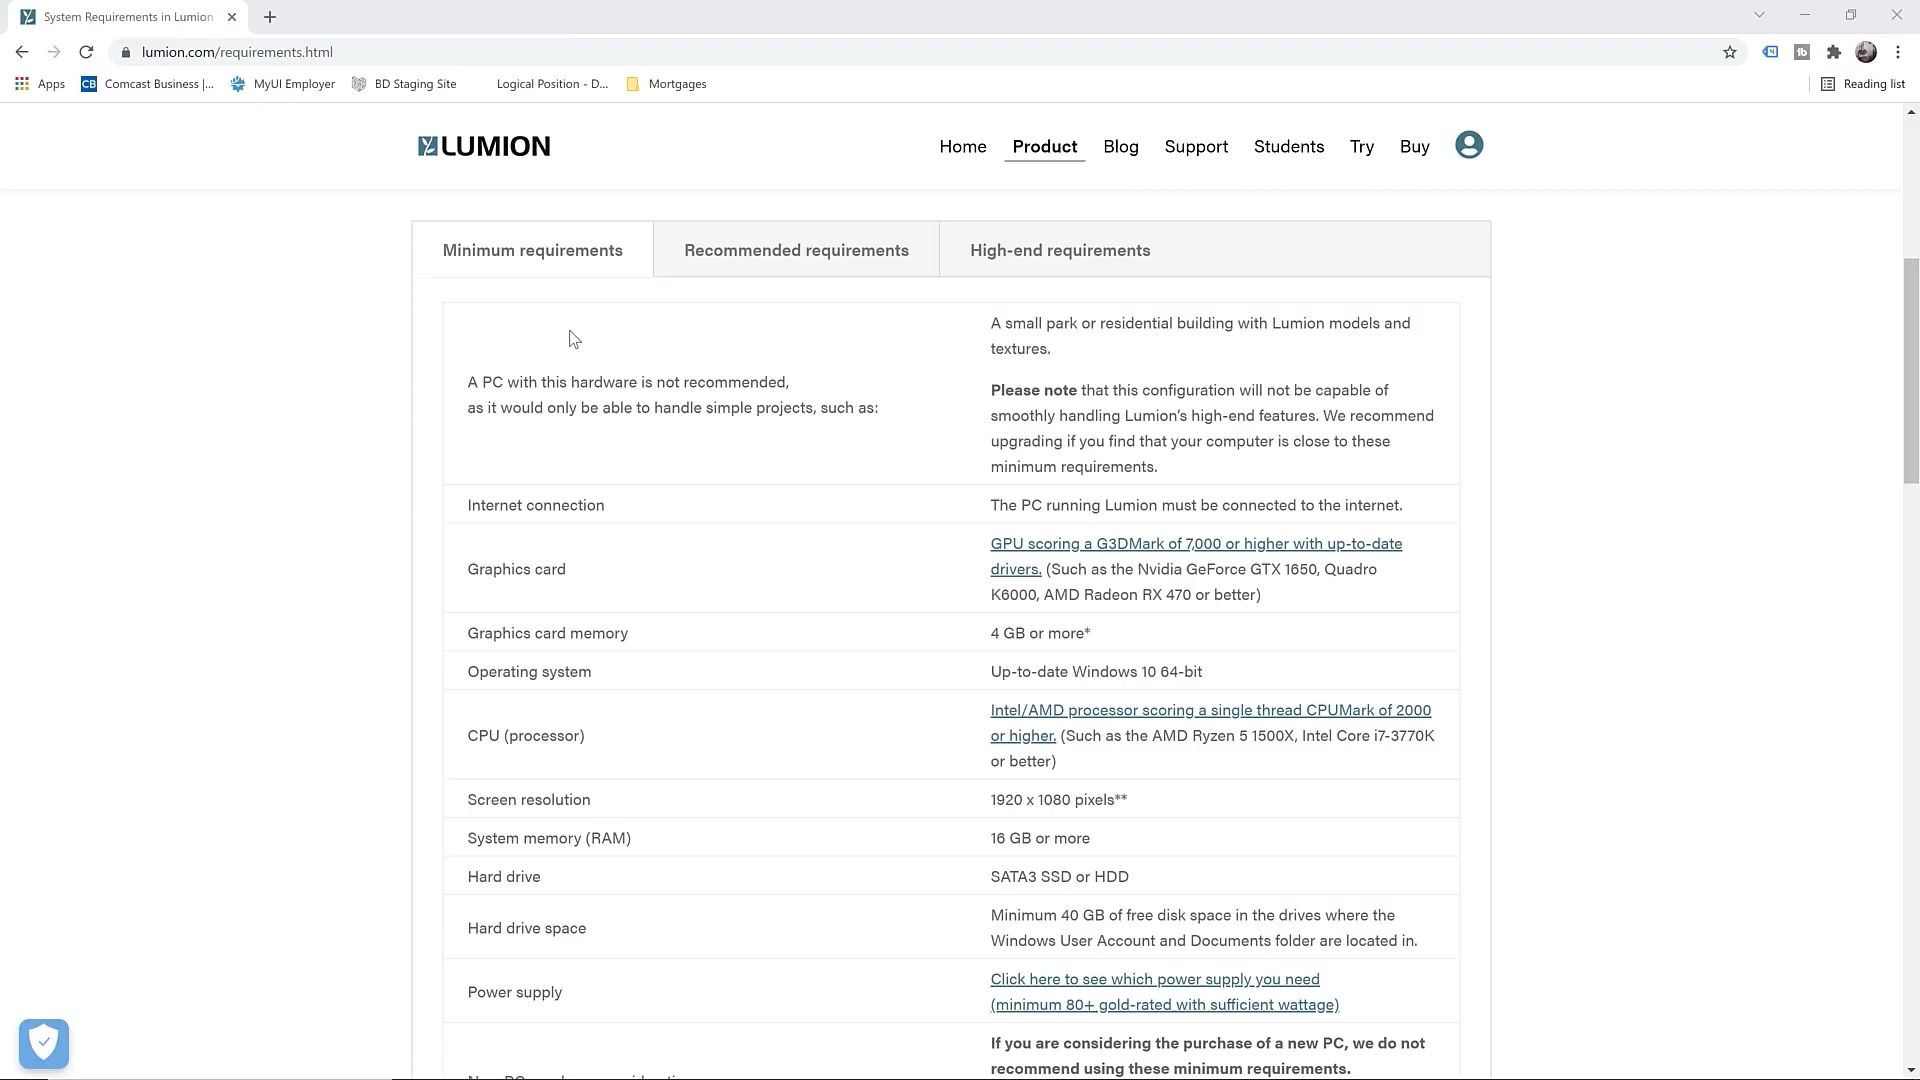 System Requirements in Lumion
lumion.com/requirements.html
Apps
CB Comcast Business |...
MyUI Employer
BD Staging Site
Logical Position - D...
Mortgages
Reading list
LUMION
Home Product Blog Support Students Try Buy
Minimum requirements Recommended requirements High-end requirements
A PC with this hardware is not recommended,
as it would only be able to handle simple projects, such as:
A small park or residential building with Lumion models and
textures.
Please note that this configuration will not be capable of
smoothly handling Lumion's high-end features. We recommend
upgrading if you find that your computer is close to these
minimum requirements.
Internet connection
The PC running Lumion must be connected to the internet.
Graphics card
GPU scoring a G3DMark of 7,000 or higher with up-to-date
drivers. (Such as the Nvidia GeForce GTX 1650, Quadro
K6000, AMD Radeon RX 470 or better)
Graphics card memory
4 GB or more*
Operating system
Up-to-date Windows 10 64-bit
CPU (processor)
Intel/AMD processor scoring a single thread CPUMark of 2000
or higher. (Such as the AMD Ryzen 5 1500X, Intel Core i7-3770K
or better)
Screen resolution
1920 x 1080 pixels**
System memory (RAM)
16 GB or more
Hard drive
SATA3 SSD or HDD
Hard drive space
Minimum 40 GB of free disk space in the drives where the
Windows User Account and Documents folder are located in.
Power supply
Click here to see which power supply you need
(minimum 80+ gold-rated with sufficient wattage)
If you are considering the purchase of a new PC, we do not
recommend using these minimum requirements.